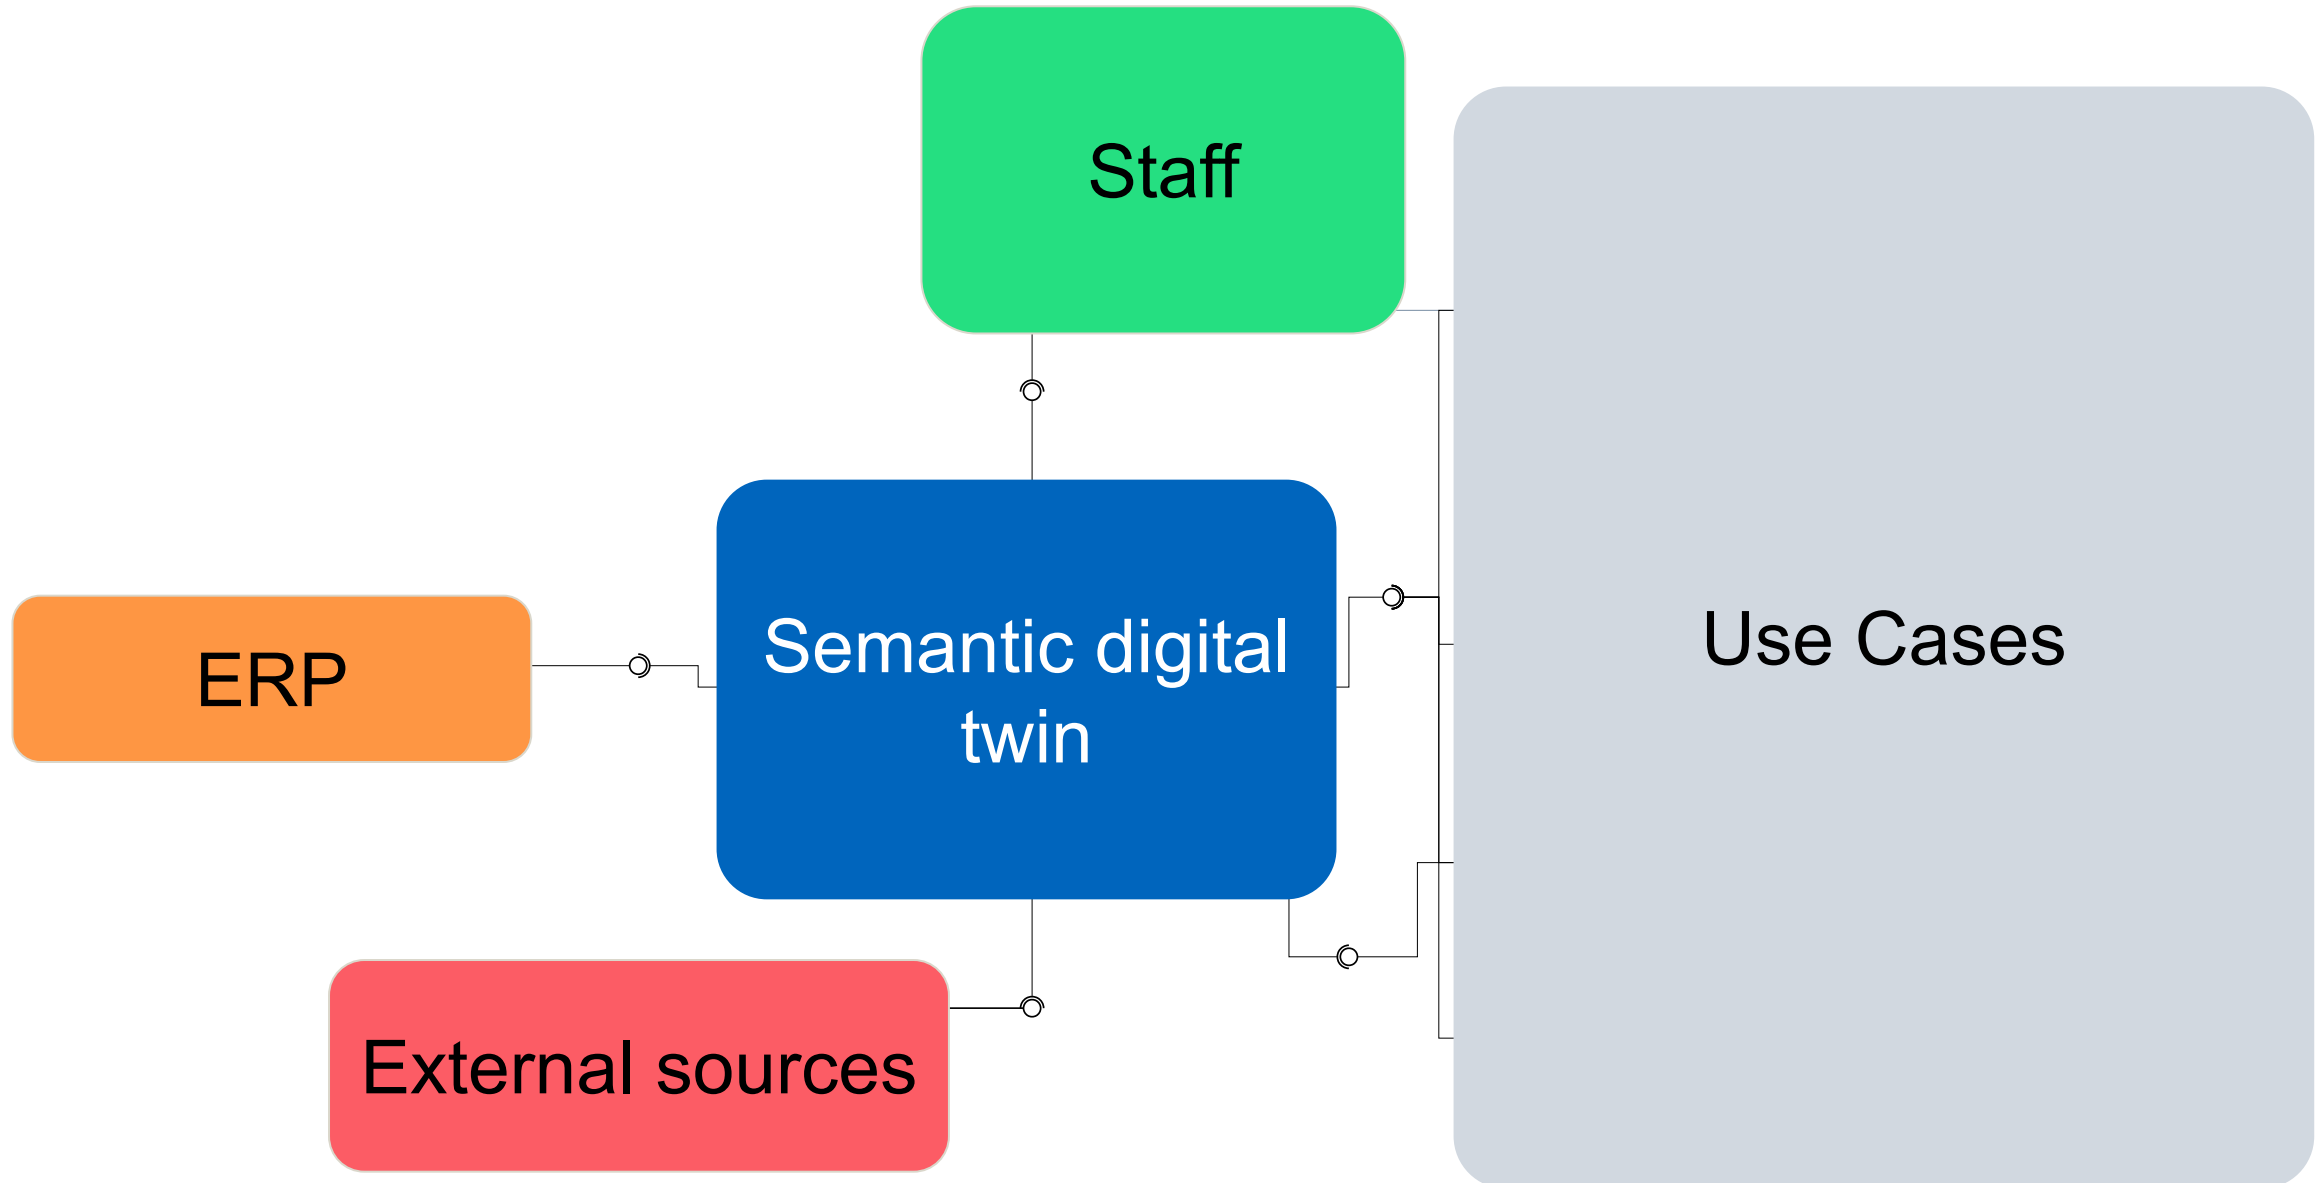 Staff
Use Cases
Semantic digital
twin
ERP
External sources